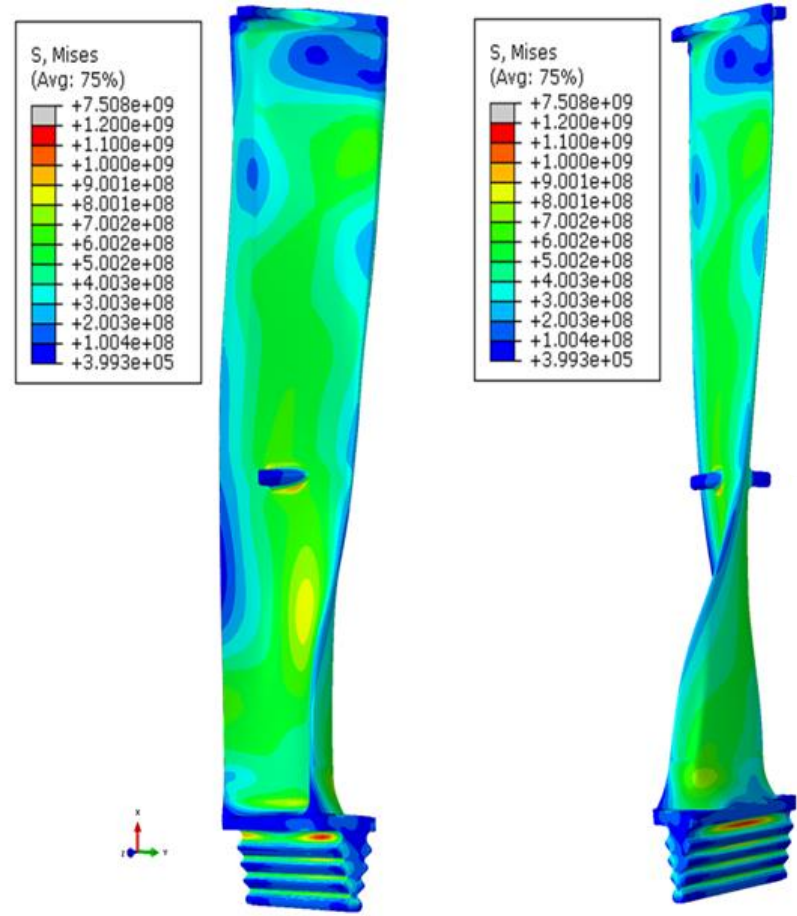 S, Mises
(Avg: 75%)
+7.508e+09
+1.200e+09
+1.100e+09
+1.000e+09
+9.001e+08
+8.001e+08
+7.002e+08
+6.002e+08
+5.002e+08
+4.003e+08
+3.003e+08
+2.003e+08
+1.004e+08
+3.993e+05
S, Mises
(Avg: 75%)
+7.508e+09
+1.200e+09
+1.100e+09
+1.000e+09
+9.001e+08
+8.001e+08
+7.002e+08
+6.002e+08
+5.002e+08
+4.003e+08
+3.003e+08
+2.003e+08
+1.004e+08
+3.993e+05
X
Z
Y